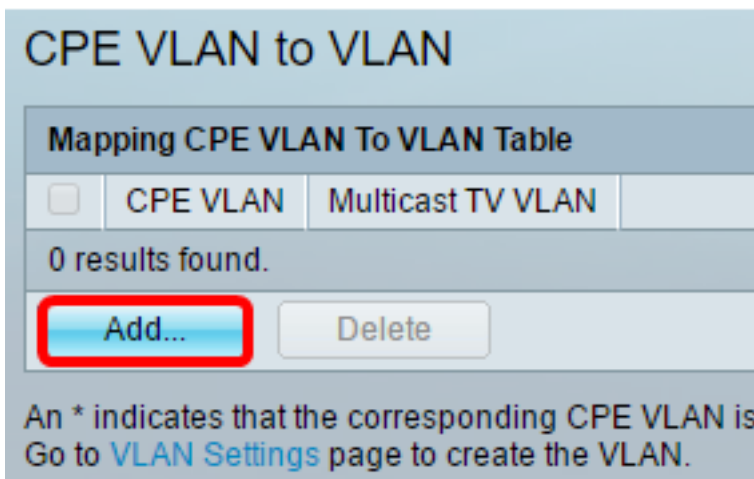 CPE VLAN to VLAN
Mapping CPE VLAN To VLAN Table
CPE VLAN Multicast TV VLAN
0 results found.
Add... Delete
An * indicates that the corresponding CPE VLAN is
Go to VLAN Settings page to create the VLAN.